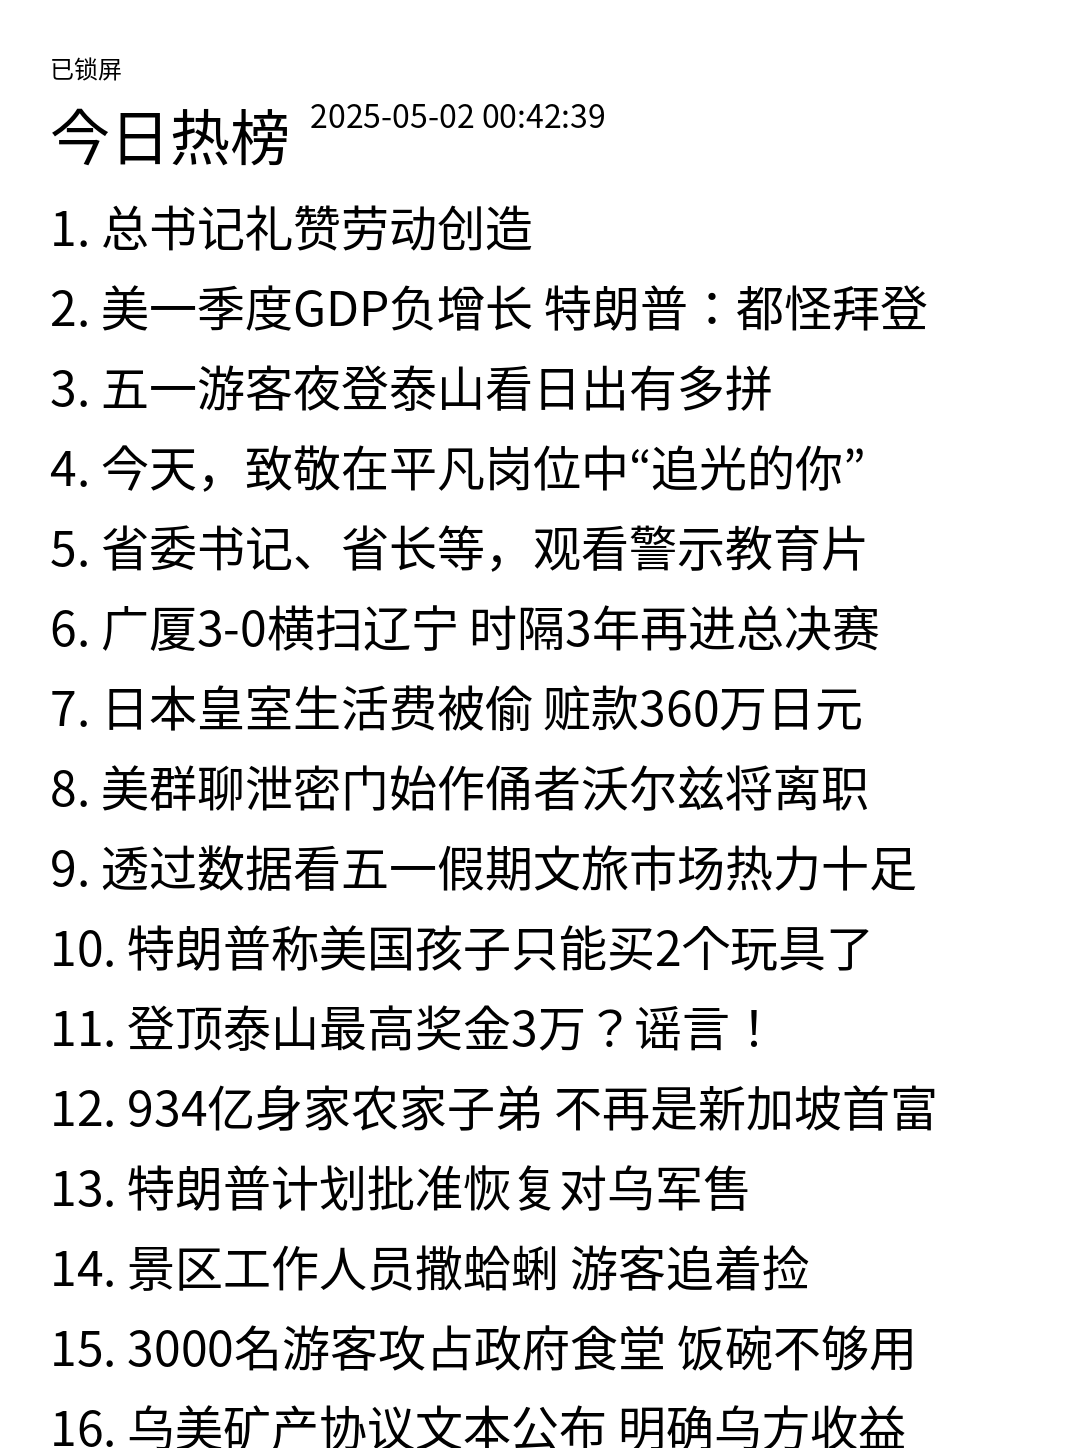 已锁屏
今日热榜 2025-05-02 00:42:39
1. 总书记礼赞劳动创造
2. 美一季度GDP负增长 特朗普：都怪拜登
3. 五一游客夜登泰山看日出有多拼
4. 今天，致敬在平凡岗位中“追光的你”
5. 省委书记、省长等，观看警示教育片
6. 广厦3-0横扫辽宁 时隔3年再进总决赛
7. 日本皇室生活费被偷 赃款360万日元
8. 美群聊泄密门始作俑者沃尔兹将离职
9. 透过数据看五一假期文旅市场热力十足
10. 特朗普称美国孩子只能买2个玩具了
11. 登顶泰山最高奖金3万？谣言！
12. 934亿身家农家子弟 不再是新加坡首富
13. 特朗普计划批准恢复对乌军售
14. 景区工作人员撒蛤蜊 游客追着捡
15. 3000名游客攻占政府食堂 饭碗不够用
16. 乌美矿产协议文本公布 明确乌方收益